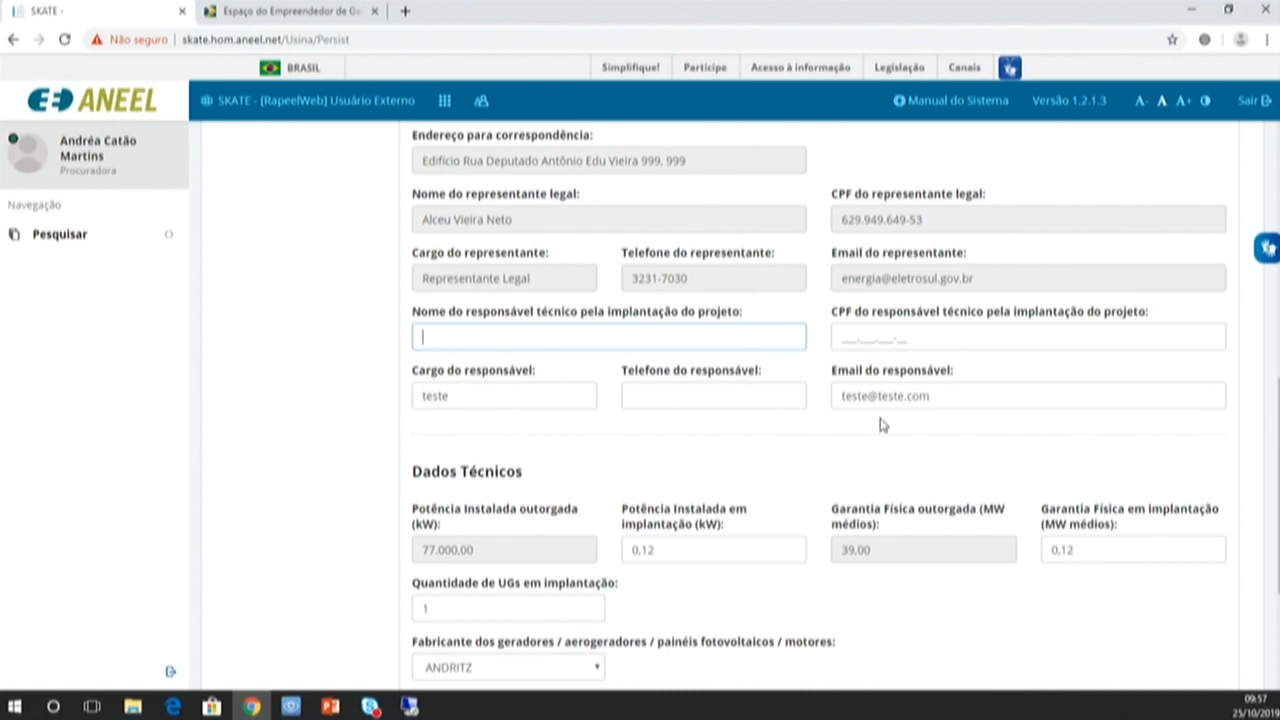 SKATE -
Espaço do Empreendedor de Ge
Não seguro | skate.hom.aneel.net/Usina/Persist
BRASIL
Simplifique!
Participe
Acesso à informação
Legislação
Canais
ANEEL
SKATE - [RapeelWeb] Usuário Externo
Manual do Sistema
Versão 1.2.1.3
A- A A+
Sair
Andréa Catão
Martins
Procuradora
Navegação
Pesquisar
Endereço para correspondência:
Edifício Rua Deputado Antônio Edu Vieira 999, 999
Nome do representante legal:
CPF do representante legal:
Alceu Vieira Neto
629.949.649-53
Cargo do representante:
Telefone do representante:
Email do representante:
Representante Legal
3231-7030
energia@eletrosul.gov.br
Nome do responsável técnico pela implantação do projeto:
CPF do responsável técnico pela implantação do projeto:
___.___.___-__
Cargo do responsável:
Telefone do responsável:
Email do responsável:
teste
teste@teste.com
Dados Técnicos
Potência Instalada outorgada
(kW):
Potência Instalada em
implantação (kW):
Garantia Física outorgada (MW
médios):
Garantia Física em implantação
(MW médios):
77.000,00
0,12
39,00
0,12
Quantidade de UGs em implantação:
1
Fabricante dos geradores / aerogeradores / painéis fotovoltaicos / motores:
ANDRITZ
09:57
25/10/2019